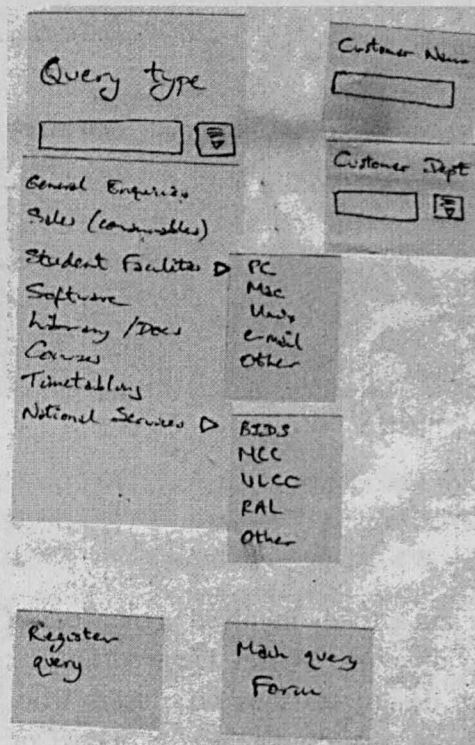 Query type
General Enquiries
Sales (consumables)
Student Facilities
Software
Library / Docs
Courses
Timetabling
National Services
Customer Name
Customer Dept
PC
Mac
Unix
e-mail
Other
BIDS
MCC
ULCC
RAL
Other
Register
query
Main query
Form